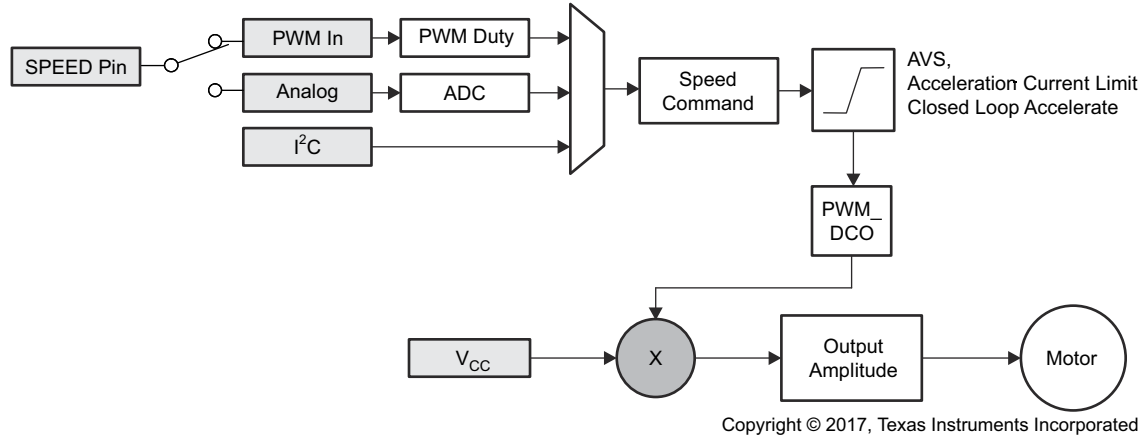 SPEED Pin
PWM In
PWM Duty
Analog
ADC
I²C
Speed
Command
AVS,
Acceleration Current Limit
Closed Loop Accelerate
PWM_
DCO
V_CC
X
Output
Amplitude
Motor
Copyright © 2017, Texas Instruments Incorporated